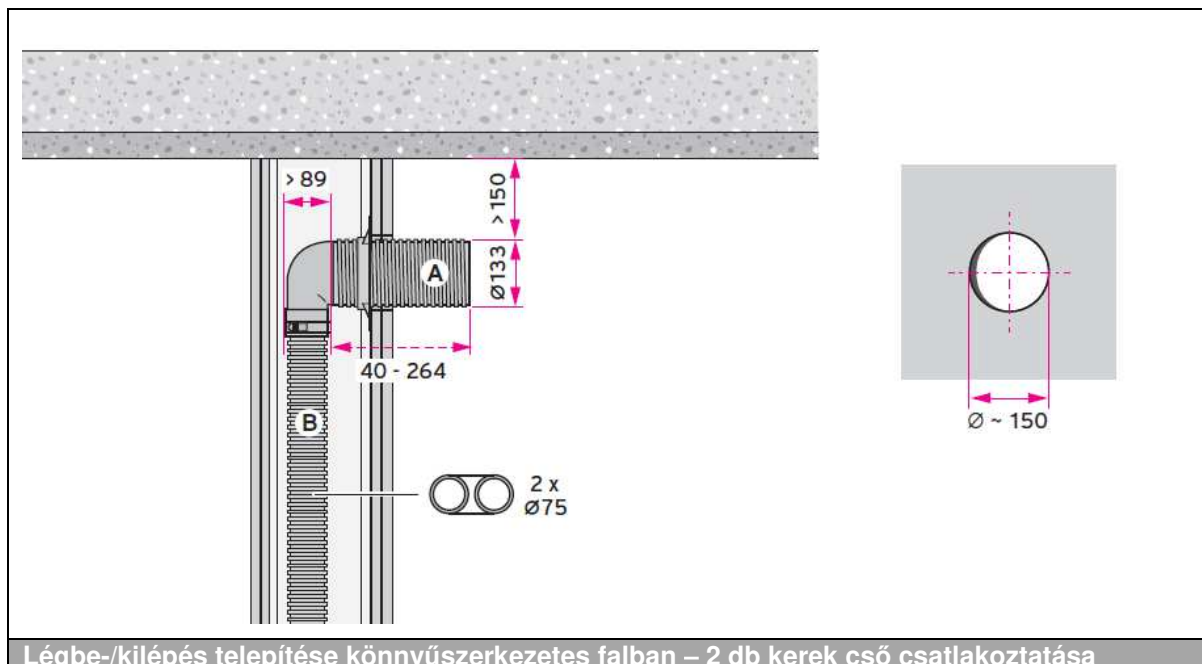 > 89
> 150
A
Ø133
40 - 264
B
2 x
Ø75
Ø ~ 150
Légbe-/kilépés telepítése könnyűszerkezetes falban – 2 db kerek cső csatlakoztatása